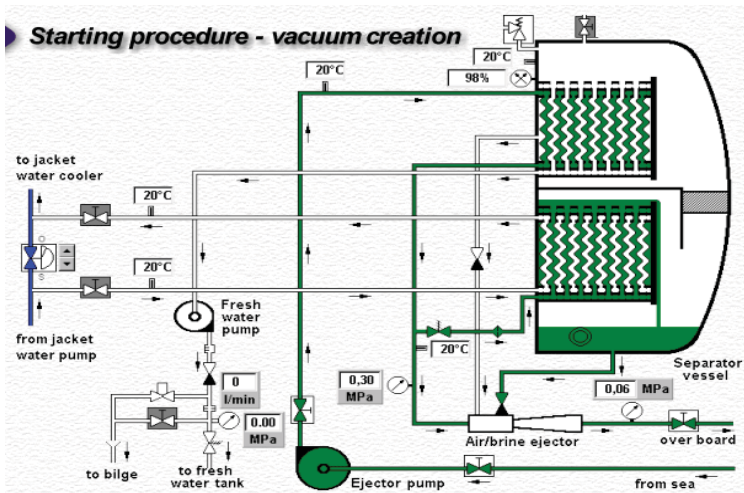 Starting procedure - vacuum creation
20°C
20°C
98%
to jacket
water cooler
20°C
O
S
20°C
from jacket
water pump
Fresh
water pump
20°C
Separator
vessel
0
l/min
0,30
MPa
0,06 MPa
0.00
MPa
Air/brine ejector
over board
to bilge
to fresh
water tank
Ejector pump
from sea